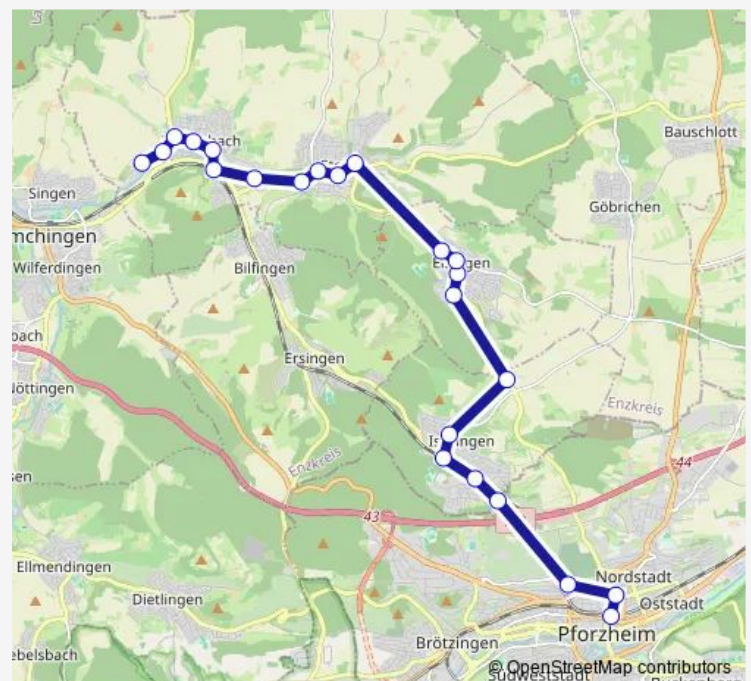 Bauschlott
bach
Singen
Göbrichen
mchingen
Wilferdingen
Bilfingen
bach
Ersingen
Nöttingen
Enzkreis
44
Enzkreis
sen
43
Ellmendingen
Nordstadt
Dietlingen
Oststadt
Brötzingen
Pforzheim
ebelsbach
© OpenStreetMap contributors